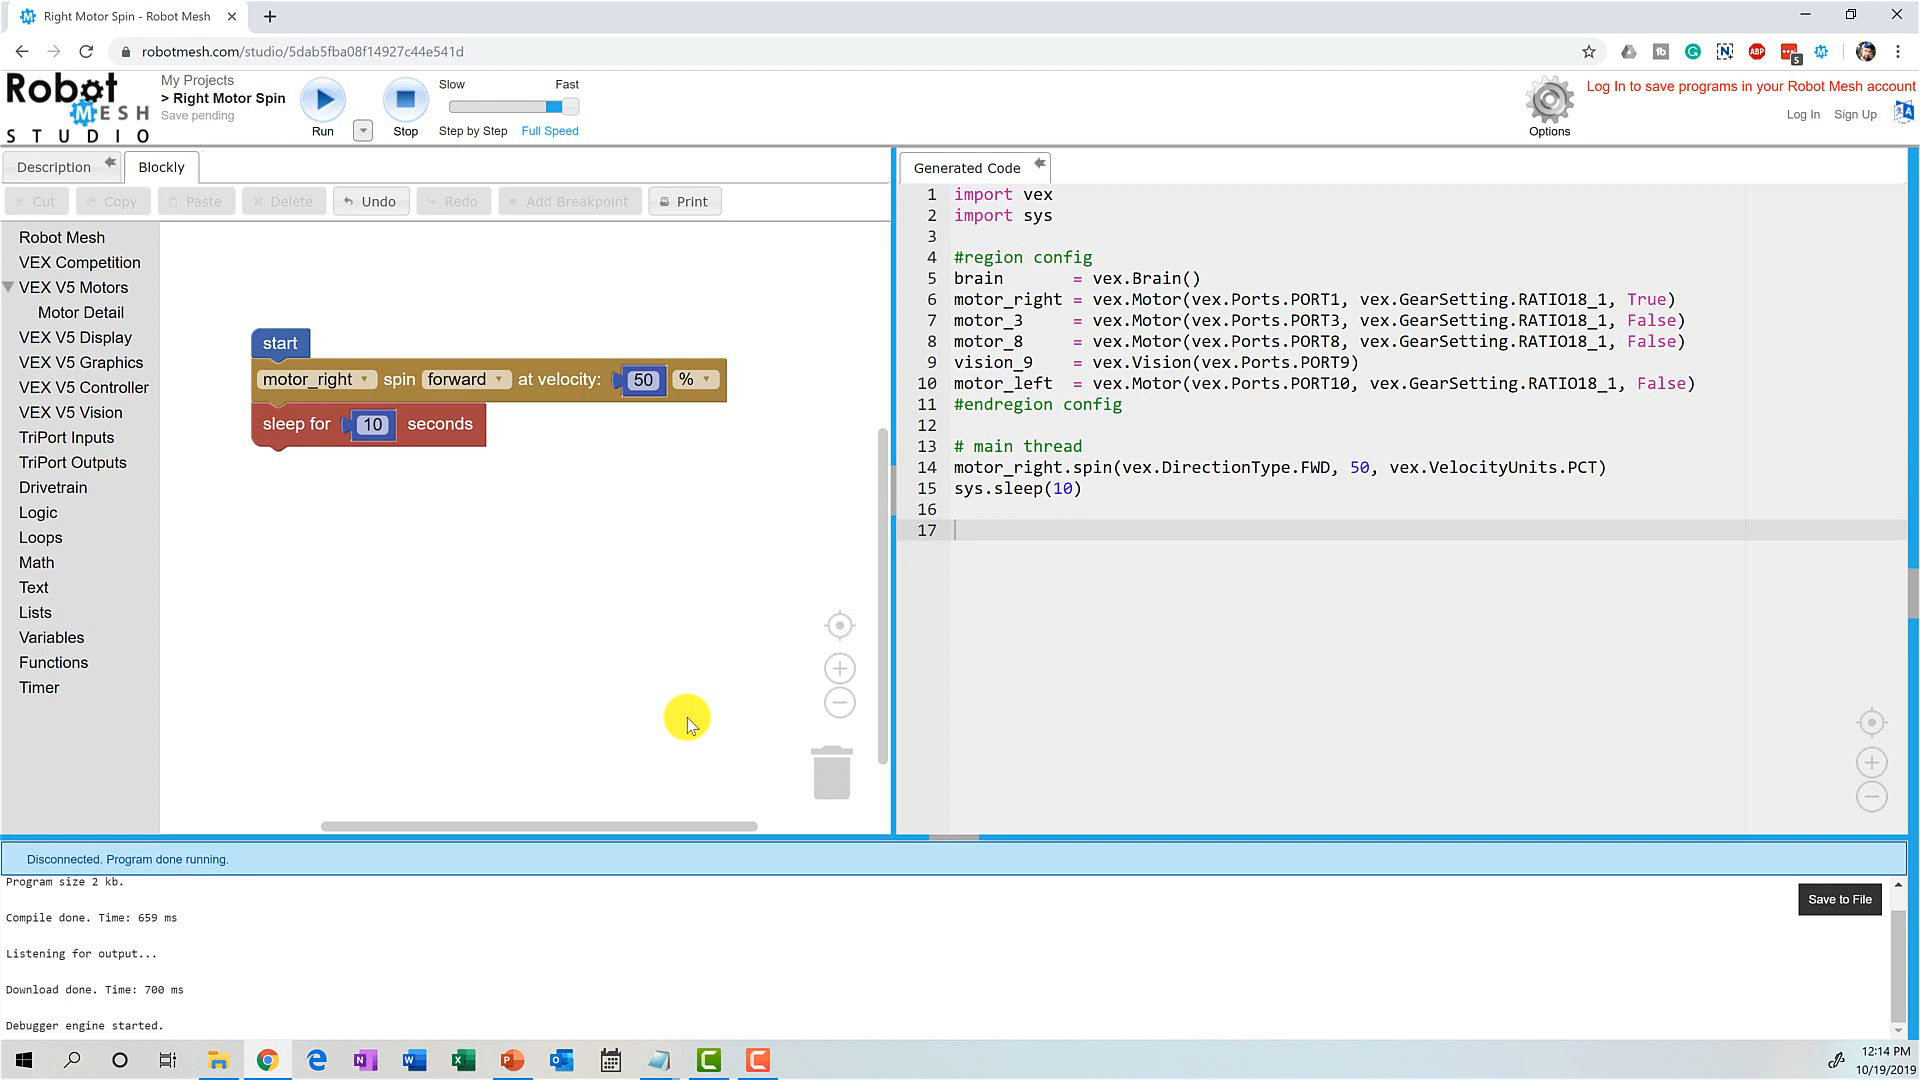 Right Motor Spin - Robot Mesh
robotmesh.com/studio/5dab5fba08f14927c44e541d
Robot
MESH
STUDIO
My Projects
> Right Motor Spin
Save pending
Run
Stop
Slow Fast
Step by Step Full Speed
Options
Log In to save programs in your Robot Mesh account
Log In Sign Up
Description Blockly
Cut Copy Paste Delete Undo Redo Add Breakpoint Print
Robot Mesh
VEX Competition
VEX V5 Motors
Motor Detail
VEX V5 Display
VEX V5 Graphics
VEX V5 Controller
VEX V5 Vision
TriPort Inputs
TriPort Outputs
Drivetrain
Logic
Loops
Math
Text
Lists
Variables
Functions
Timer
start
motor_right spin forward at velocity: 50 %
sleep for 10 seconds
Generated Code
1 import vex
2 import sys
3
4 #region config
5 brain = vex.Brain()
6 motor_right = vex.Motor(vex.Ports.PORT1, vex.GearSetting.RATIO18_1, True)
7 motor_3 = vex.Motor(vex.Ports.PORT3, vex.GearSetting.RATIO18_1, False)
8 motor_8 = vex.Motor(vex.Ports.PORT8, vex.GearSetting.RATIO18_1, False)
9 vision_9 = vex.Vision(vex.Ports.PORT9)
10 motor_left = vex.Motor(vex.Ports.PORT10, vex.GearSetting.RATIO18_1, False)
11 #endregion config
12
13 # main thread
14 motor_right.spin(vex.DirectionType.FWD, 50, vex.VelocityUnits.PCT)
15 sys.sleep(10)
16
17
Disconnected. Program done running.
Program size 2 kb.
Compile done. Time: 659 ms
Listening for output...
Download done. Time: 700 ms
Debugger engine started.
Save to File
12:14 PM
10/19/2019